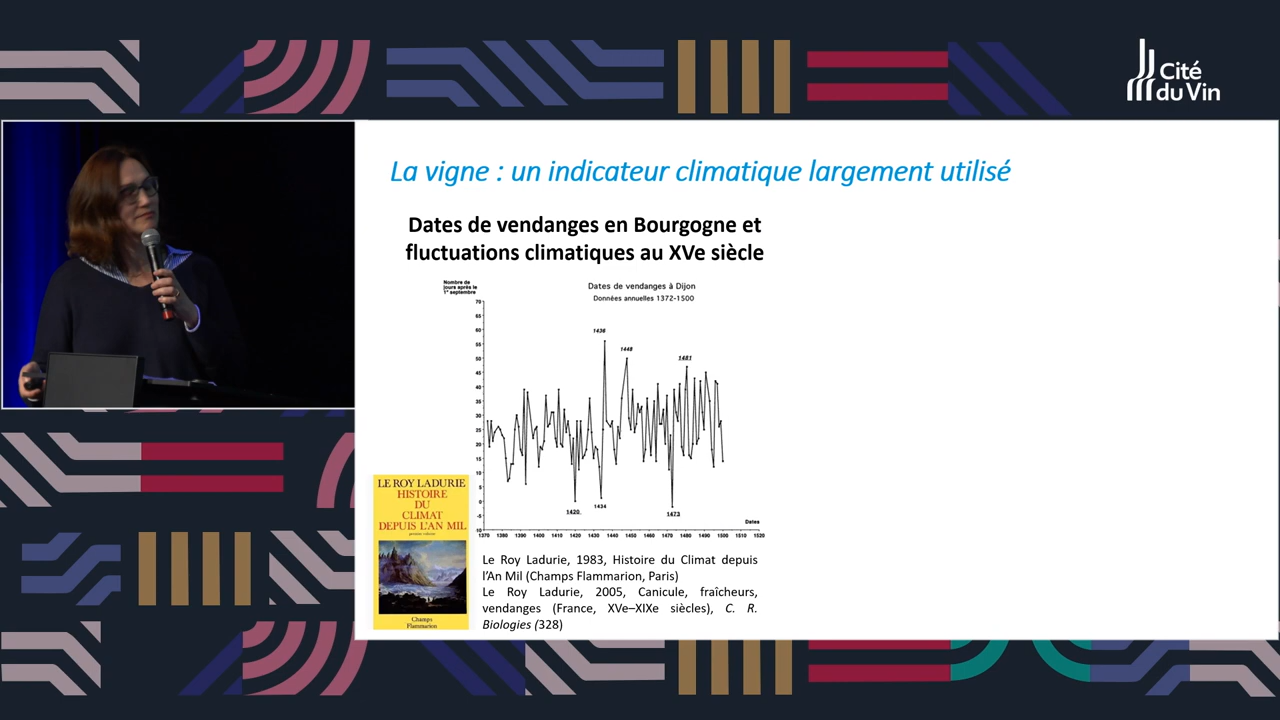 Cité
du Vin
La vigne : un indicateur climatique largement utilisé
Dates de vendanges en Bourgogne et
fluctuations climatiques au XVe siècle
Nombre de
jours après le
1er septembre
Dates de vendanges à Dijon
Données annuelles 1372-1500
70
65
60
55
50
45
40
35
30
25
20
15
10
5
0
-5
10
1436
1448
1481
1420
1434
1473
Dates
1370 1380 1390 1400 1410 1420 1430 1440 1450 1460 1470 1480 1490 1500 1510 1520
LE ROY LADURIE
HISTOIRE
DU
CLIMAT
DEPUIS L'AN MIL
premier volume
Champs
Flammarion
Le Roy Ladurie, 1983, Histoire du Climat depuis
l'An Mil (Champs Flammarion, Paris)
Le Roy Ladurie, 2005, Canicule, fraîcheurs,
vendanges (France, XVe–XIXe siècles), C. R.
Biologies (328)